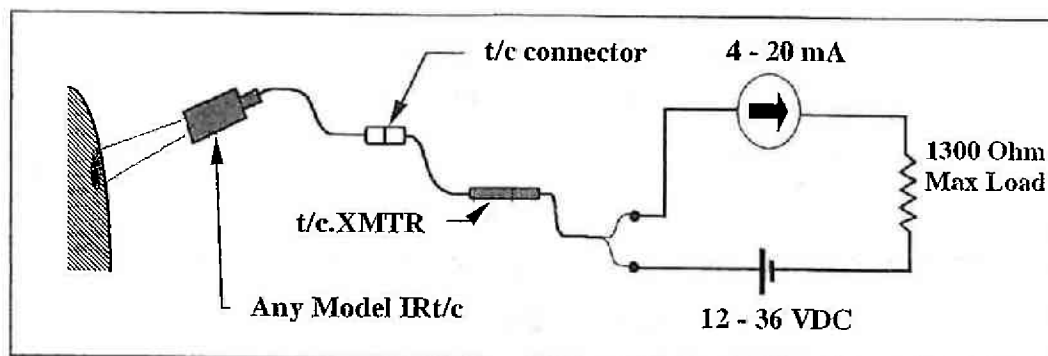 t/c connector
4 - 20 mA
1300 Ohm
Max Load
t/c.XMTR
Any Model IRt/c
12 - 36 VDC